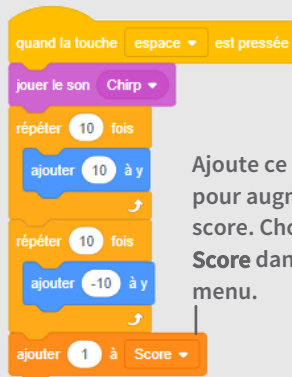 quand la touche espace est pressée
jouer le son Chirp
répéter 10 fois
ajouter 10 à y
Ajoute ce
pour augm
score. Cho
répéter 10 fois
Score dan
ajouter -10 à y
menu.
ajouter 1 à Score